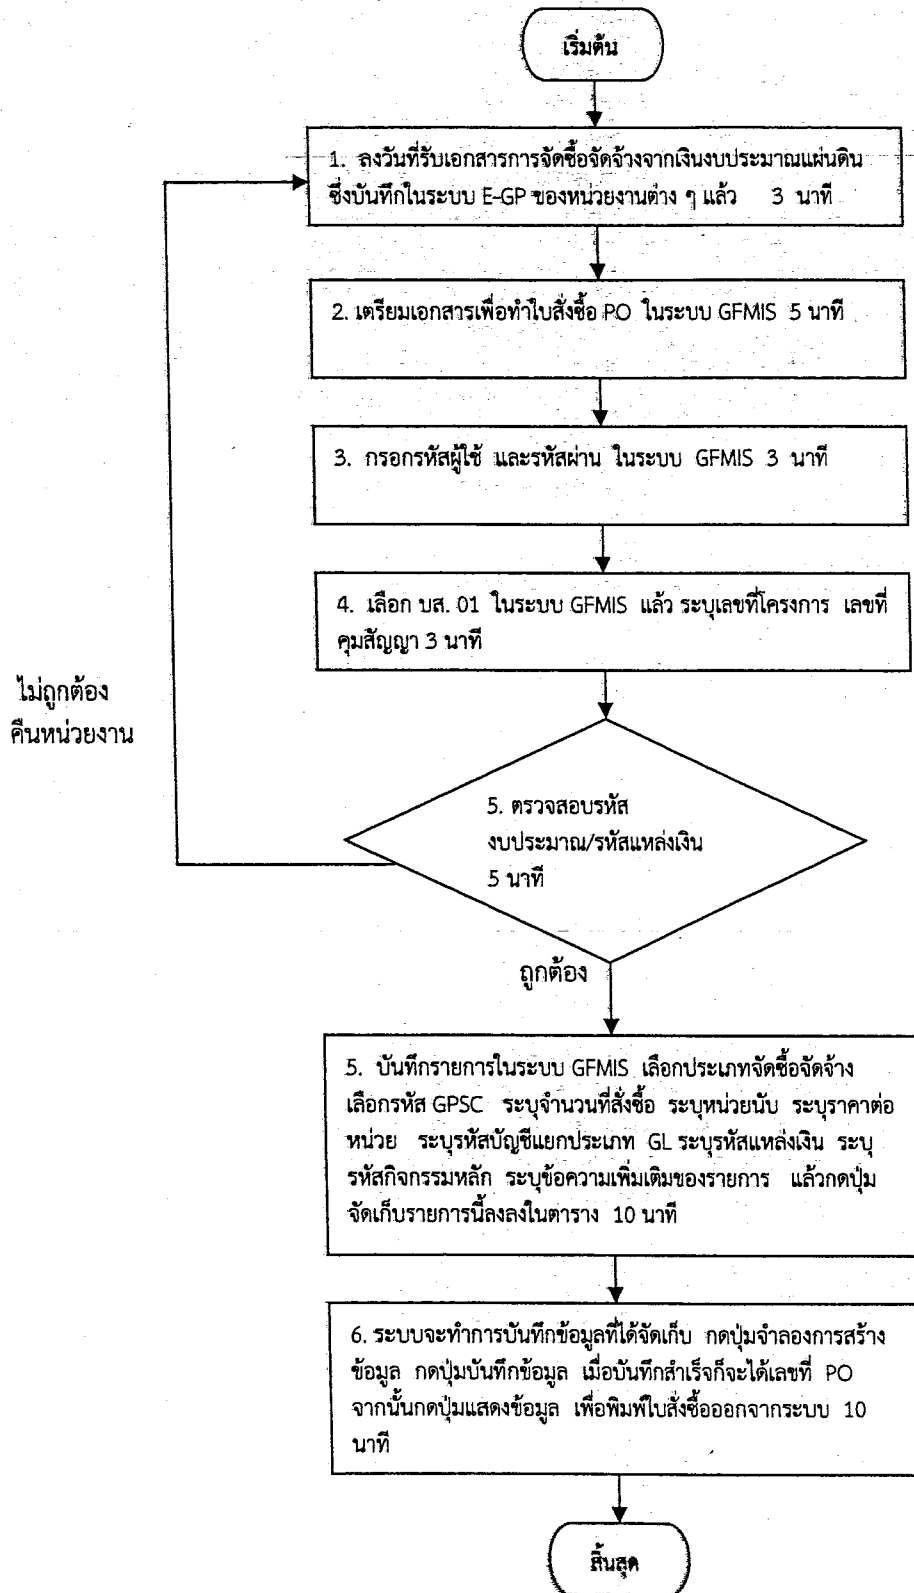 เริ่มต้น
1. ลงวันที่รับเอกสารการจัดซื้อจัดจ้างจากเงินงบประมาณแผ่นดิน
ซึ่งบันทึกในระบบ E-GP ของหน่วยงานต่าง ๆ แล้ว 3 นาที
2. เตรียมเอกสารเพื่อทำใบสั่งซื้อ PO ในระบบ GFMIS 5 นาที
3. กรอกรหัสผู้ใช้ และรหัสผ่าน ในระบบ GFMIS 3 นาที
4. เลือก บส. 01 ในระบบ GFMIS แล้ว ระบุเลขที่โครงการ เลขที่
คุมสัญญา 3 นาที
ไม่ถูกต้อง
คืนหน่วยงาน
5. ตรวจสอบรหัส
งบประมาณ/รหัสแหล่งเงิน
5 นาที
ถูกต้อง
5. บันทึกรายการในระบบ GFMIS เลือกประเภทจัดซื้อจัดจ้าง
เลือกรหัส GPSC ระบุจำนวนที่สั่งซื้อ ระบุหน่วยนับ ระบุราคาต่อ
หน่วย ระบุรหัสบัญชีแยกประเภท GL ระบุรหัสแหล่งเงิน ระบุ
รหัสกิจกรรมหลัก ระบุข้อความเพิ่มเติมของรายการ แล้วกดปุ่ม
จัดเก็บรายการนี้ลงลงในตาราง 10 นาที
6. ระบบจะทำการบันทึกข้อมูลที่ได้จัดเก็บ กดปุ่มจำลองการสร้าง
ข้อมูล กดปุ่มบันทึกข้อมูล เมื่อบันทึกสำเร็จก็จะได้เลขที่ PO
จากนั้นกดปุ่มแสดงข้อมูล เพื่อพิมพ์ใบสั่งซื้อออกจากระบบ 10
นาที
สิ้นสุด